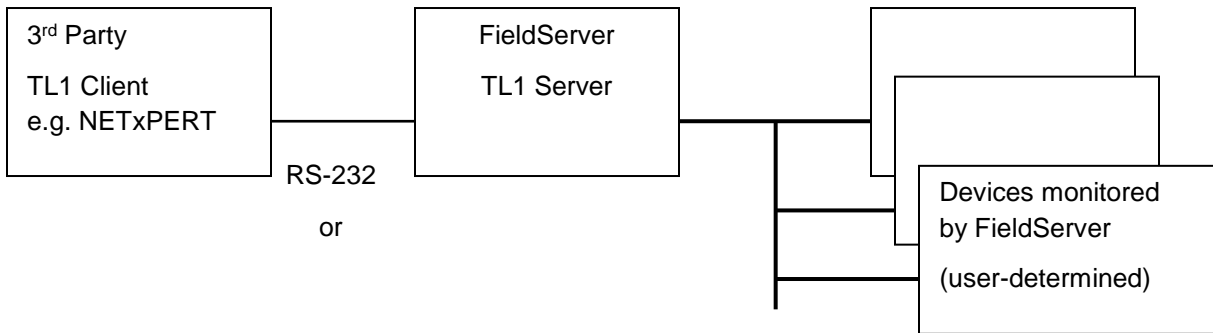 3rd Party
TL1 Client
e.g. NETxPERT
RS-232
or
FieldServer
TL1 Server
Devices monitored
by FieldServer
(user-determined)